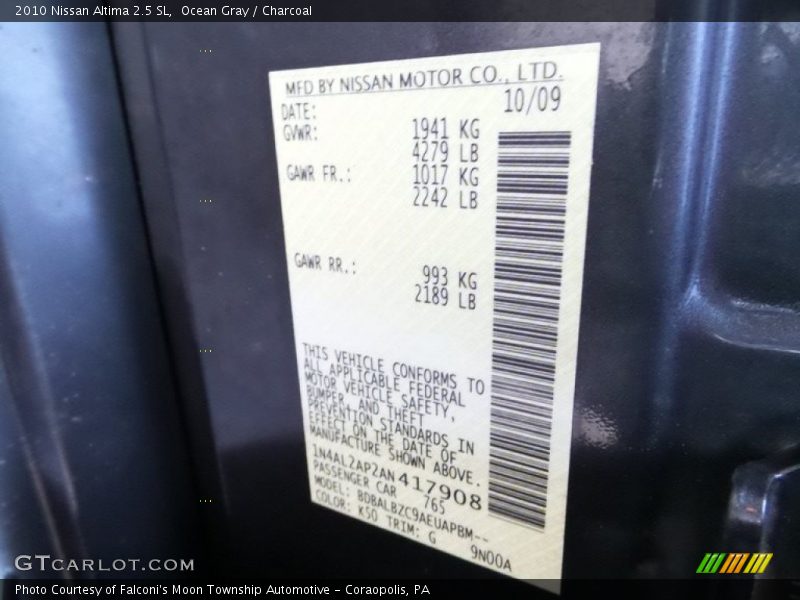 2010 Nissan Altima 2.5 SL,  Ocean Gray / Charcoal
MFD BY NISSAN MOTOR CO., LTD.
DATE: 10/09
GVWR: 1941 KG
4279 LB
GAWR FR.: 1017 KG
2242 LB
GAWR RR.: 993 KG
2189 LB
THIS VEHICLE CONFORMS TO
ALL APPLICABLE FEDERAL
MOTOR VEHICLE SAFETY,
BUMPER, AND THEFT
PREVENTION STANDARDS IN
EFFECT ON THE DATE OF
MANUFACTURE SHOWN ABOVE.
1N4AL2AP2AN417908
PASSENGER CAR 765
MODEL: BDBALBZC9AEUAPBM--
COLOR: K50 TRIM: G 9N00A
GTCARLOT.COM
Photo Courtesy of Falconi's Moon Township Automotive - Coraopolis, PA